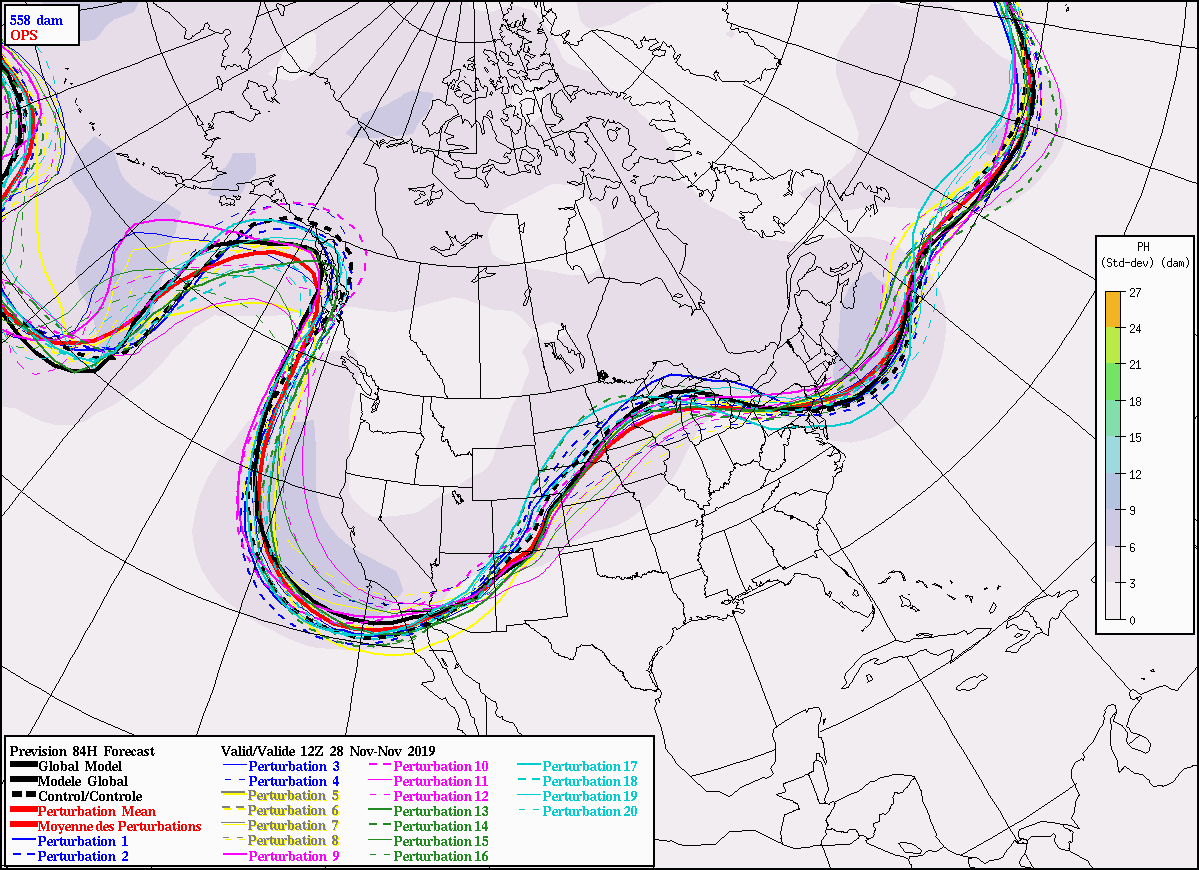 558 dam
OPS
PH
(Std-dev) (dam)
27
24
21
18
15
12
9
6
3
0
Prevision 84H Forecast Valid/Valide 12Z 28 Nov-Nov 2019
Global Model
Modele Global
Control/Controle
Perturbation Mean
Moyenne des Perturbations
Perturbation 1
Perturbation 2
Perturbation 3
Perturbation 4
Perturbation 5
Perturbation 6
Perturbation 7
Perturbation 8
Perturbation 9
Perturbation 10
Perturbation 11
Perturbation 12
Perturbation 13
Perturbation 14
Perturbation 15
Perturbation 16
Perturbation 17
Perturbation 18
Perturbation 19
Perturbation 20